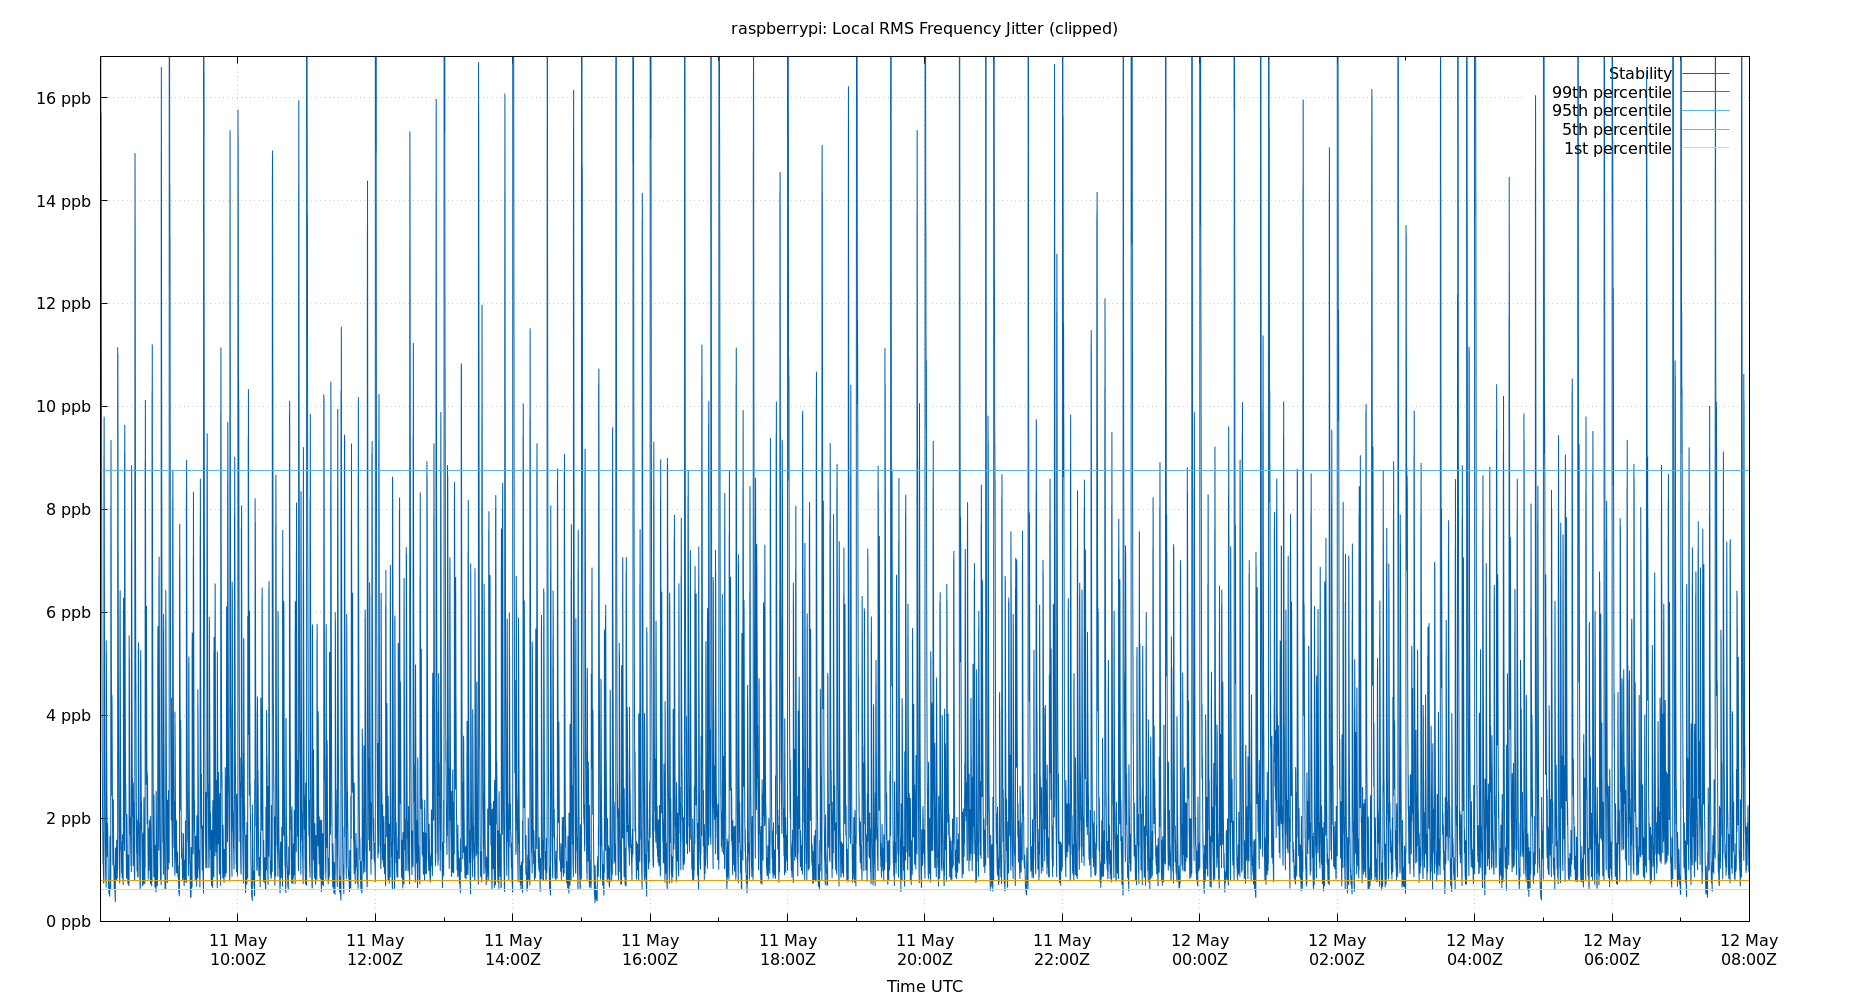 raspberrypi: Local RMS Frequency Jitter (clipped)
Stability
99th percentile
95th percentile
5th percentile
1st percentile
16 ppb
14 ppb
12 ppb
10 ppb
8 ppb
6 ppb
4 ppb
2 ppb
0 ppb
11 May 11 May 11 May 11 May 11 May 11 May 11 May 12 May 12 May 12 May 12 May 12 May
10:00Z 12:00Z 14:00Z 16:00Z 18:00Z 20:00Z 22:00Z 00:00Z 02:00Z 04:00Z 06:00Z 08:00Z
Time UTC